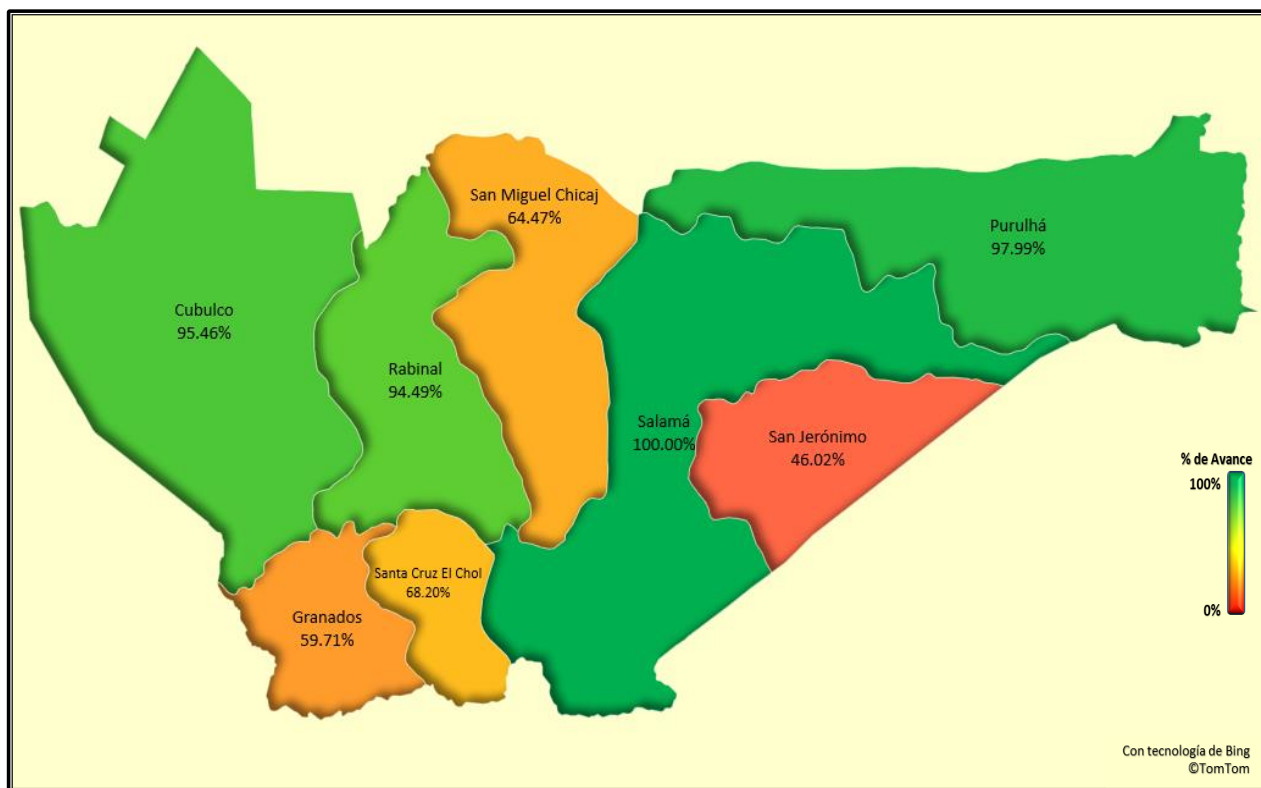 San Miguel Chicaj
64.47%
Purulhá
97.99%
Cubulco
95.46%
Rabinal
94.49%
Salamá
100.00%
San Jerónimo
46.02%
% de Avance
100%
0%
Santa Cruz El Chol
68.20%
Granados
59.71%
Con tecnología de Bing
©TomTom